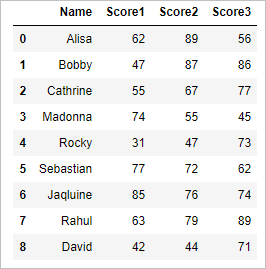 Name Score1 Score2 Score3
0 Alisa 62 89 56
1 Bobby 47 87 86
2 Cathrine 55 67 77
3 Madonna 74 55 45
4 Rocky 31 47 73
5 Sebastian 77 72 62
6 Jaqluine 85 76 74
7 Rahul 63 79 89
8 David 42 44 71